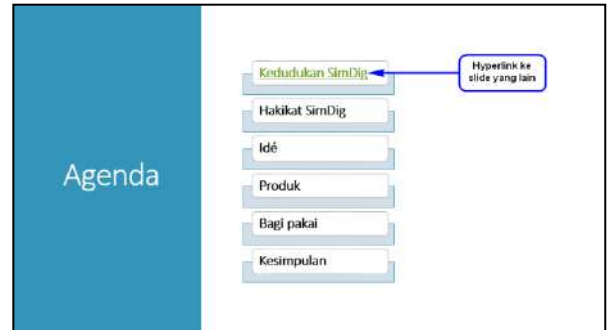 Agenda
Kedudukan SimDig
Hyperlink ke
slide yang lain
Hakikat SimDig
Idé
Produk
Bagi pakai
Kesimpulan